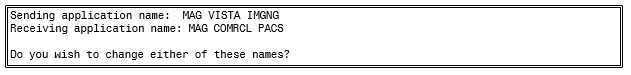 Sending application name:  MAG VISTA IMGNG
Receiving application name: MAG COMRCL PACS
Do you wish to change either of these names?